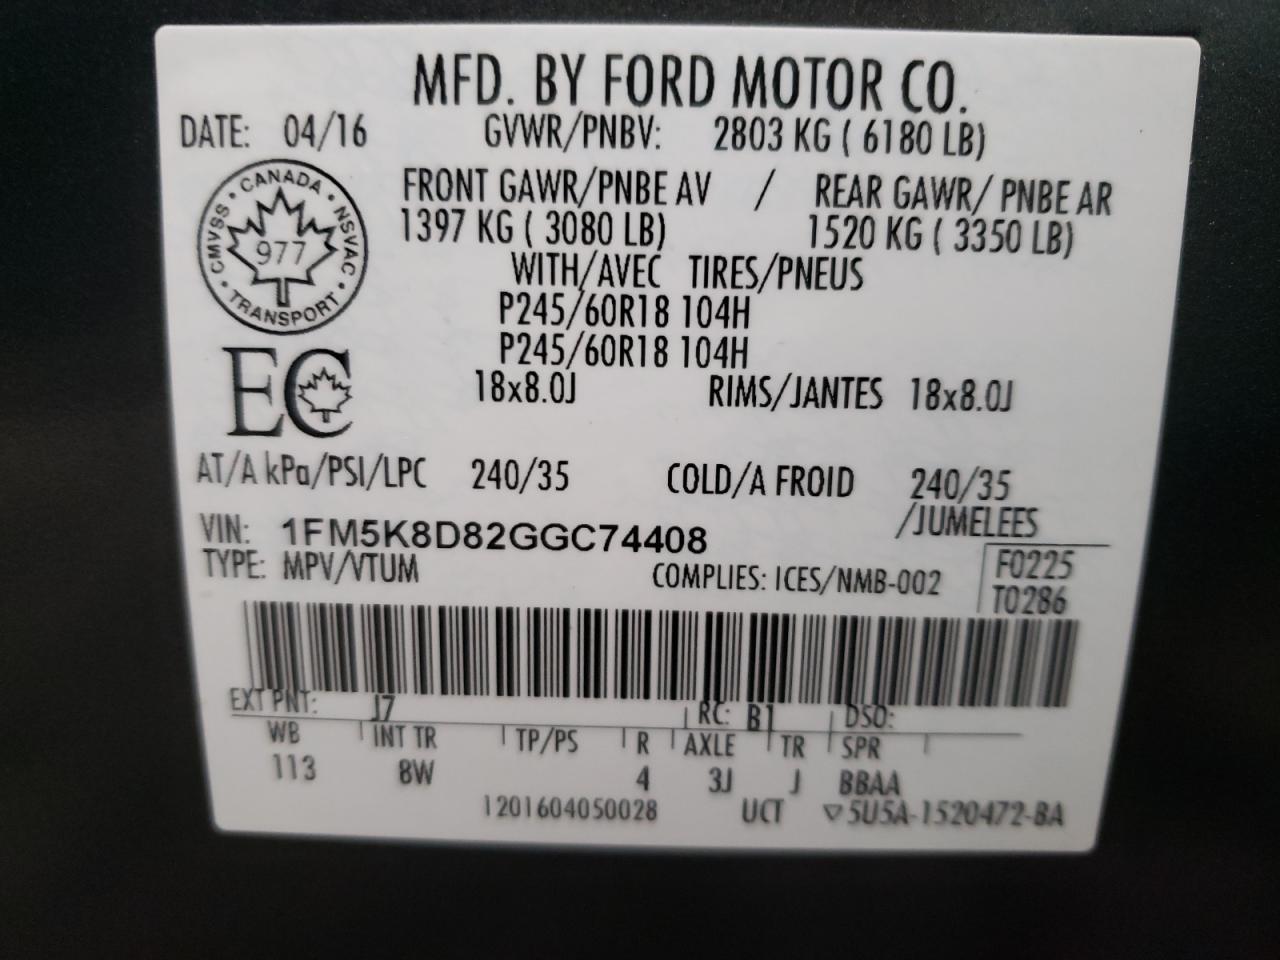 MFD. BY FORD MOTOR CO.
DATE: 04/16 GVWR/PNBV: 2803 KG ( 6180 LB)
FRONT GAWR/PNBE AV / REAR GAWR/ PNBE AR
1397 KG ( 3080 LB) 1520 KG ( 3350 LB)
WITH/AVEC TIRES/PNEUS
P245/60R18 104H
P245/60R18 104H
18x8.0J RIMS/JANTES 18x8.0J
CANADA • NSVAC • TRANSPORT • CMVSS •
977
EC
AT/A kPa/PSI/LPC 240/35 COLD/A FROID 240/35
/JUMELEES
VIN: 1FM5K8D82GGC74408
TYPE: MPV/VTUM COMPLIES: ICES/NMB-002
F0225
T0286
EXT PNT: J7 RC: B1 DSO:
WB INT TR TP/PS R AXLE TR SPR
113 8W 4 3J J BBAA
1201604050028 UCT ▽5U5A-1520472-BA